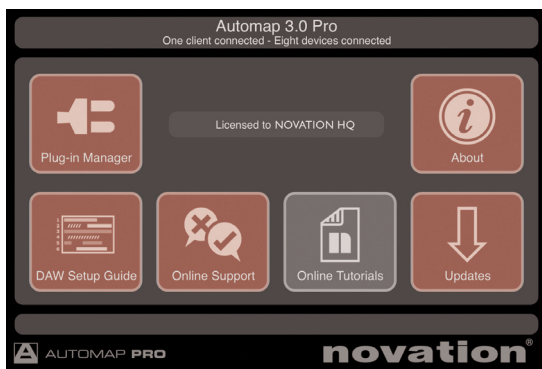 Automap 3.0 Pro
One client connected - Eight devices connected
Licensed to NOVATION HQ
Plug-in Manager
About
DAW Setup Guide
Online Support
Online Tutorials
Updates
AUTOMAP PRO
novation®